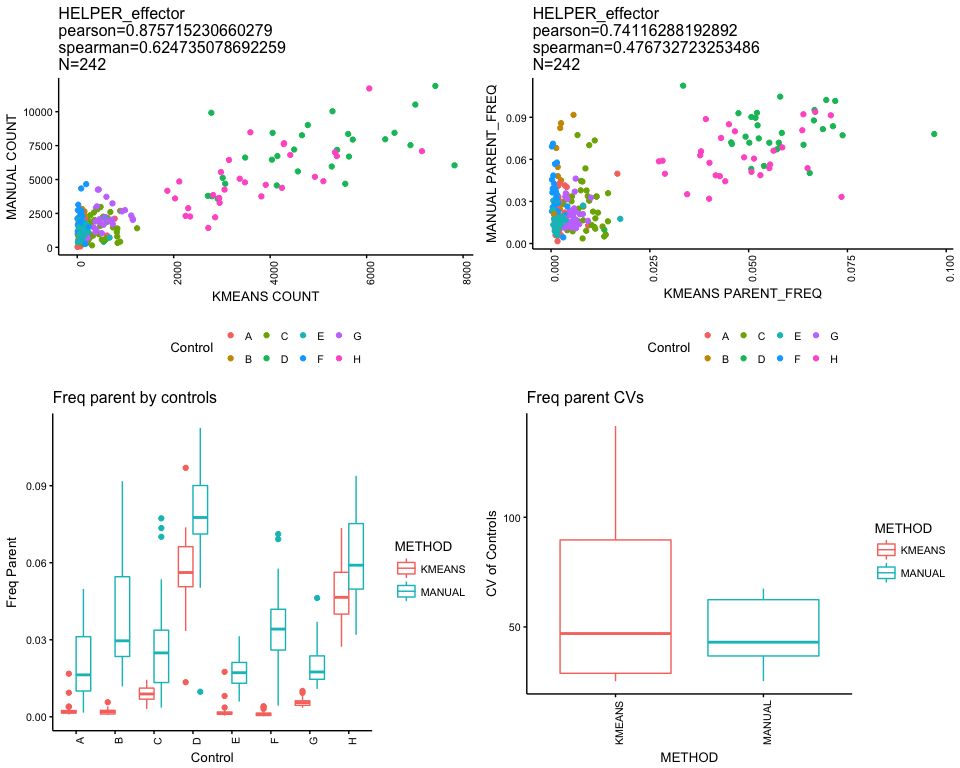 HELPER_effector
pearson=0.875715230660279
spearman=0.624735078692259
N=242
MANUAL COUNT
10000
7500
5000
2500
0
0
2000
4000
6000
8000
KMEANS COUNT
Control
A C E G
B D F H
HELPER_effector
pearson=0.74116288192892
spearman=0.476732723253486
N=242
MANUAL PARENT_FREQ
0.09
0.06
0.03
0.00
0.000
0.025
0.050
0.075
0.100
KMEANS PARENT_FREQ
Control
A C E G
B D F H
Freq parent by controls
Freq Parent
0.09
0.06
0.03
0.00
A
B
C
D
E
F
G
H
Control
METHOD
KMEANS
MANUAL
Freq parent CVs
CV of Controls
100
50
KMEANS
MANUAL
METHOD
METHOD
KMEANS
MANUAL